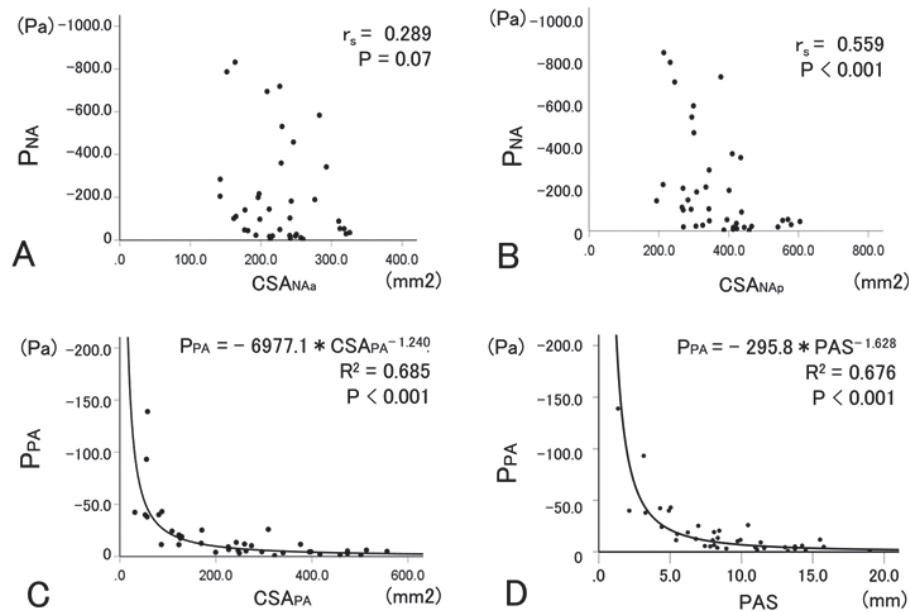 (Pa)
-1000.0
-800.0
-600.0
-400.0
-200.0
0
PNA
rs = 0.289
P = 0.07
.0
100.0
200.0
300.0
400.0
CSANAa
(mm2)
A
(Pa)
-1000.0
-800.0
-600.0
-400.0
-200.0
.0
PNA
rs = 0.559
P < 0.001
.0
200.0
400.0
600.0
800.0
CSANAp
(mm2)
B
(Pa)
-200.0
-150.0
-100.0
-50.0
0
PPA
PPA = − 6977.1 * CSAPA−1.240.
R2 = 0.685
P < 0.001
.0
200.0
400.0
600.0
CSAPA
(mm2)
C
(Pa)
-200.0
-150.0
-100.0
-50.0
.0
PPA
PPA = − 295.8 * PAS−1.628
R2 = 0.676
P < 0.001
.0
5.0
10.0
15.0
20.0
PAS
(mm)
D